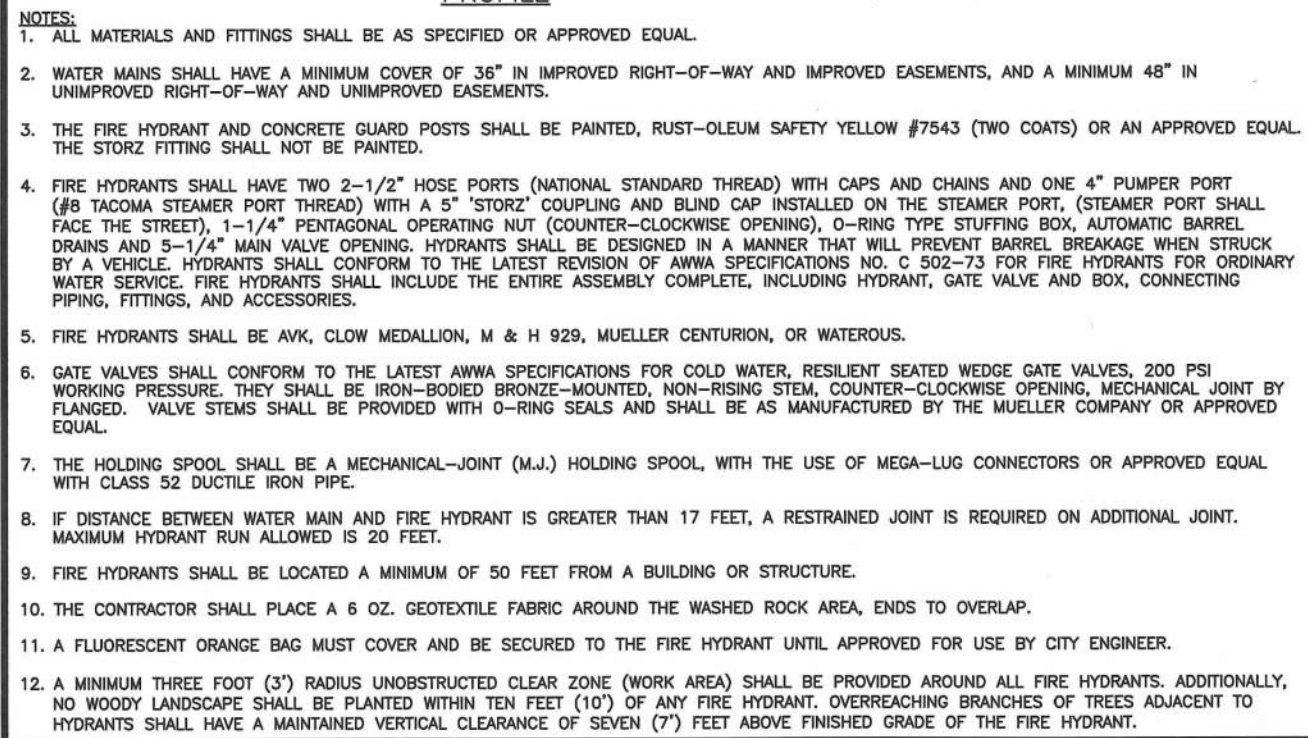 NOTES:
1. ALL MATERIALS AND FITTINGS SHALL BE AS SPECIFIED OR APPROVED EQUAL.
2. WATER MAINS SHALL HAVE A MINIMUM COVER OF 36" IN IMPROVED RIGHT-OF-WAY AND IMPROVED EASEMENTS, AND A MINIMUM 48" IN
UNIMPROVED RIGHT-OF-WAY AND UNIMPROVED EASEMENTS.
3. THE FIRE HYDRANT AND CONCRETE GUARD POSTS SHALL BE PAINTED, RUST-OLEUM SAFETY YELLOW #7543 (TWO COATS) OR AN APPROVED EQUAL.
THE STORZ FITTING SHALL NOT BE PAINTED.
4. FIRE HYDRANTS SHALL HAVE TWO 2-1/2" HOSE PORTS (NATIONAL STANDARD THREAD) WITH CAPS AND CHAINS AND ONE 4" PUMPER PORT
(#8 TACOMA STEAMER PORT THREAD) WITH A 5" 'STORZ' COUPLING AND BLIND CAP INSTALLED ON THE STEAMER PORT, (STEAMER PORT SHALL
FACE THE STREET), 1-1/4" PENTAGONAL OPERATING NUT (COUNTER-CLOCKWISE OPENING), O-RING TYPE STUFFING BOX, AUTOMATIC BARREL
DRAINS AND 5-1/4" MAIN VALVE OPENING. HYDRANTS SHALL BE DESIGNED IN A MANNER THAT WILL PREVENT BARREL BREAKAGE WHEN STRUCK
BY A VEHICLE. HYDRANTS SHALL CONFORM TO THE LATEST REVISION OF AWWA SPECIFICATIONS NO. C 502-73 FOR FIRE HYDRANTS FOR ORDINARY
WATER SERVICE. FIRE HYDRANTS SHALL INCLUDE THE ENTIRE ASSEMBLY COMPLETE, INCLUDING HYDRANT, GATE VALVE AND BOX, CONNECTING
PIPING, FITTINGS, AND ACCESSORIES.
5. FIRE HYDRANTS SHALL BE AVK, CLOW MEDALLION, M & H 929, MUELLER CENTURION, OR WATEROUS.
6. GATE VALVES SHALL CONFORM TO THE LATEST AWWA SPECIFICATIONS FOR COLD WATER, RESILIENT SEATED WEDGE GATE VALVES, 200 PSI
WORKING PRESSURE. THEY SHALL BE IRON-BODIED BRONZE-MOUNTED, NON-RISING STEM, COUNTER-CLOCKWISE OPENING, MECHANICAL JOINT BY
FLANGED. VALVE STEMS SHALL BE PROVIDED WITH O-RING SEALS AND SHALL BE AS MANUFACTURED BY THE MUELLER COMPANY OR APPROVED
EQUAL.
7. THE HOLDING SPOOL SHALL BE A MECHANICAL-JOINT (M.J.) HOLDING SPOOL, WITH THE USE OF MEGA-LUG CONNECTORS OR APPROVED EQUAL
WITH CLASS 52 DUCTILE IRON PIPE.
8. IF DISTANCE BETWEEN WATER MAIN AND FIRE HYDRANT IS GREATER THAN 17 FEET, A RESTRAINED JOINT IS REQUIRED ON ADDITIONAL JOINT.
MAXIMUM HYDRANT RUN ALLOWED IS 20 FEET.
9. FIRE HYDRANTS SHALL BE LOCATED A MINIMUM OF 50 FEET FROM A BUILDING OR STRUCTURE.
10. THE CONTRACTOR SHALL PLACE A 6 OZ. GEOTEXTILE FABRIC AROUND THE WASHED ROCK AREA, ENDS TO OVERLAP.
11. A FLUORESCENT ORANGE BAG MUST COVER AND BE SECURED TO THE FIRE HYDRANT UNTIL APPROVED FOR USE BY CITY ENGINEER.
12. A MINIMUM THREE FOOT (3') RADIUS UNOBSTRUCTED CLEAR ZONE (WORK AREA) SHALL BE PROVIDED AROUND ALL FIRE HYDRANTS. ADDITIONALLY,
NO WOODY LANDSCAPE SHALL BE PLANTED WITHIN TEN FEET (10') OF ANY FIRE HYDRANT. OVERREACHING BRANCHES OF TREES ADJACENT TO
HYDRANTS SHALL HAVE A MAINTAINED VERTICAL CLEARANCE OF SEVEN (7') FEET ABOVE FINISHED GRADE OF THE FIRE HYDRANT.